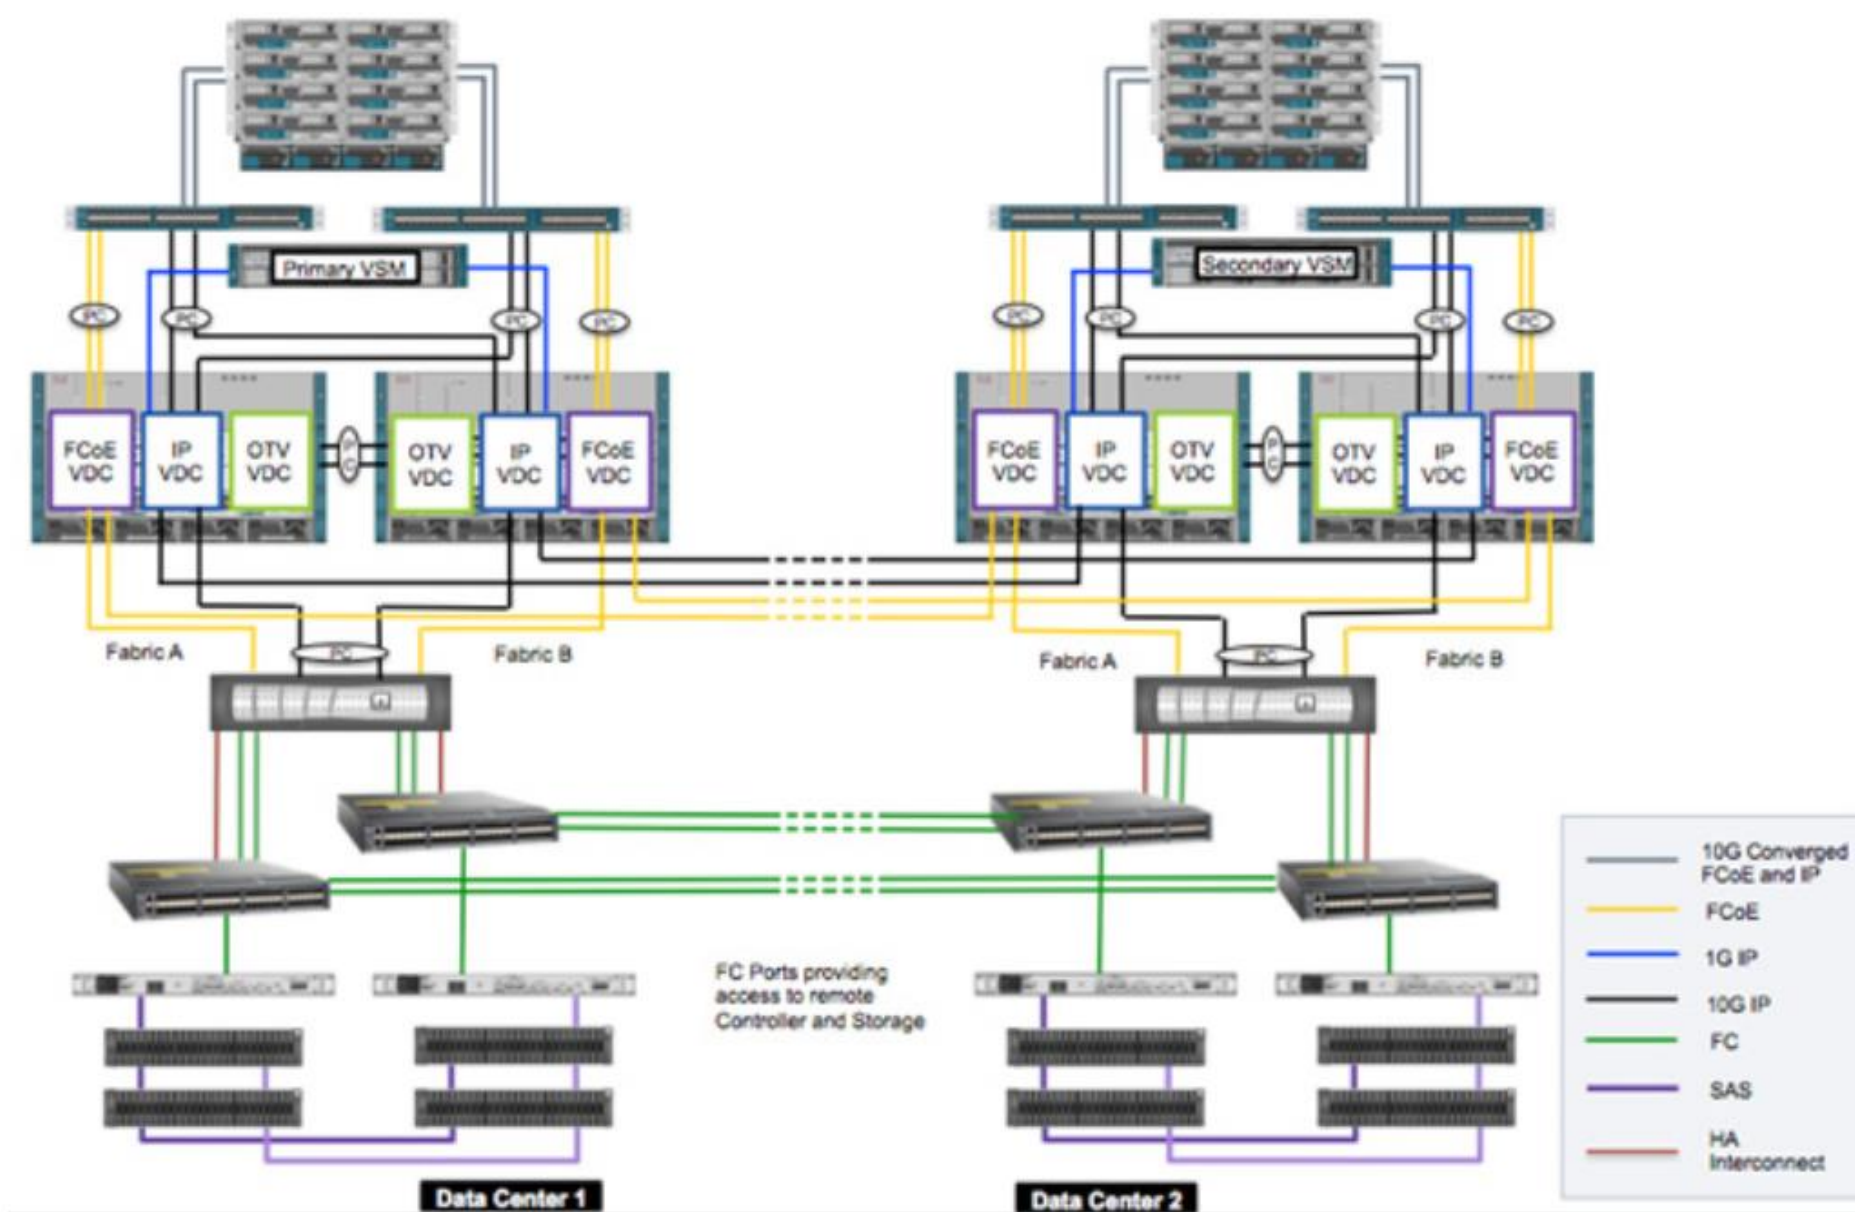 Primary VSM
Secondary VSM
PC
PC
PC
PC
PC
PC
PC
PC
FCoE
VDC
IP
VDC
OTV
VDC
P
C
OTV
VDC
IP
VDC
FCoE
VDC
FCoE
VDC
IP
VDC
OTV
VDC
P
C
OTV
VDC
IP
VDC
FCoE
VDC
Fabric A
PC
Fabric B
Fabric A
PC
Fabric B
FC Ports providing
access to remote
Controller and Storage
10G Converged
FCoE and IP
FCoE
1G IP
10G IP
FC
SAS
HA
Interconnect
Data Center 1
Data Center 2